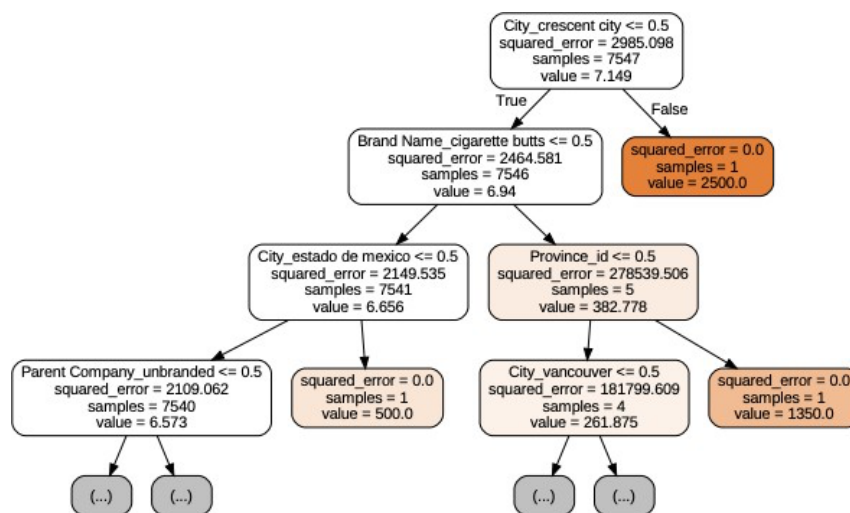 City_crescent city <= 0.5
squared_error = 2985.098
samples = 7547
value = 7.149
True
False
Brand Name_cigarette butts <= 0.5
squared_error = 2464.581
samples = 7546
value = 6.94
squared_error = 0.0
samples = 1
value = 2500.0
City_estado de mexico <= 0.5
squared_error = 2149.535
samples = 7541
value = 6.656
Province_id <= 0.5
squared_error = 278539.506
samples = 5
value = 382.778
Parent Company_unbranded <= 0.5
squared_error = 2109.062
samples = 7540
value = 6.573
squared_error = 0.0
samples = 1
value = 500.0
City_vancouver <= 0.5
squared_error = 181799.609
samples = 4
value = 261.875
squared_error = 0.0
samples = 1
value = 1350.0
(...)
(...)
(...)
(...)